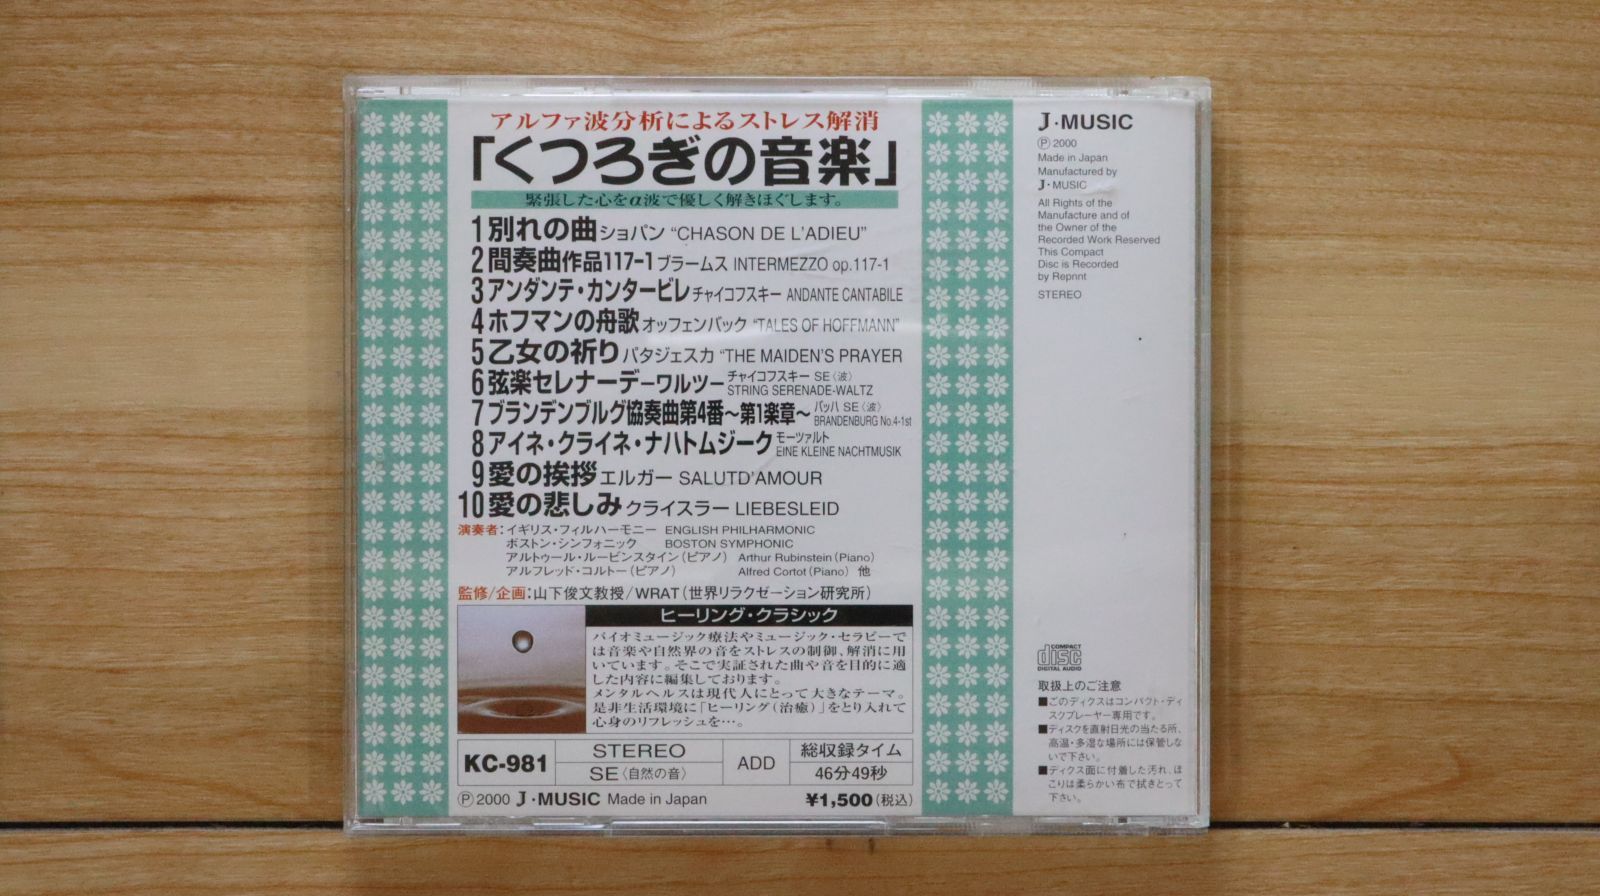 アルファ波分析によるストレス解消
「くつろぎの音楽」
緊張した心をα波で優しく解きほぐします。
1 別れの曲 ショパン "CHASON DE L'ADIEU"
2 間奏曲作品117-1 ブラームス INTERMEZZO op.117-1
3 アンダンテ・カンタービレ チャイコフスキー ANDANTE CANTABILE
4 ホフマンの舟歌 オッフェンバック "TALES OF HOFFMANN"
5 乙女の祈り バタジェスカ "THE MAIDEN'S PRAYER
6 弦楽セレナーデ－ワルツ－ チャイコフスキー SE〈波〉
STRING SERENADE-WALTZ
7 ブランデンブルグ協奏曲第4番～第1楽章～ バッハ SE〈波〉
BRANDENBURG No.4-1st
8 アイネ・クライネ・ナハトムジーク モーツァルト
EINE KLEINE NACHTMUSIK
9 愛の挨拶 エルガー SALUTD'AMOUR
10 愛の悲しみ クライスラー LIEBESLEID
演奏者：イギリス・フィルハーモニー ENGLISH PHILHARMONIC
ボストン・シンフォニック BOSTON SYMPHONIC
アルトゥール・ルービンスタイン（ピアノ） Arthur Rubinstein（Piano）
アルフレッド・コルトー（ピアノ） Alfred Cortot（Piano） 他
監修/企画：山下俊文教授/WRAT（世界リラクゼーション研究所）
ヒーリング・クラシック
バイオミュージック療法やミュージック・セラピーで
は音楽や自然界の音をストレスの制御、解消に用
いています。そこで実証された曲や音を目的に適
した内容に編集しております。
メンタルヘルスは現代人にとって大きなテーマ。
是非生活環境に「ヒーリング（治癒）」をとり入れて
心身のリフレッシュを…。
KC-981
STEREO
SE〈自然の音〉
ADD
総収録タイム
46分49秒
Ⓟ 2000 J・MUSIC Made in Japan
¥1,500（税込）
J・MUSIC
Ⓟ 2000
Made in Japan
Manufactured by
J・MUSIC
All Rights of the
Manufacture and of
the Owner of the
Recorded Work Reserved
This Compact
Disc is Recorded
by Repnnt
STEREO
COMPACT
disc
DIGITAL AUDIO
取扱上のご注意
■このディクスはコンパクト・ディ
スクプレーヤー専用です。
■ディスクを直射日光の当たる所、
高温・多湿な場所には保管しな
いで下さい。
■ディクス面に付着した汚れ、ほ
こりは柔らかい布で拭きとって
下さい。